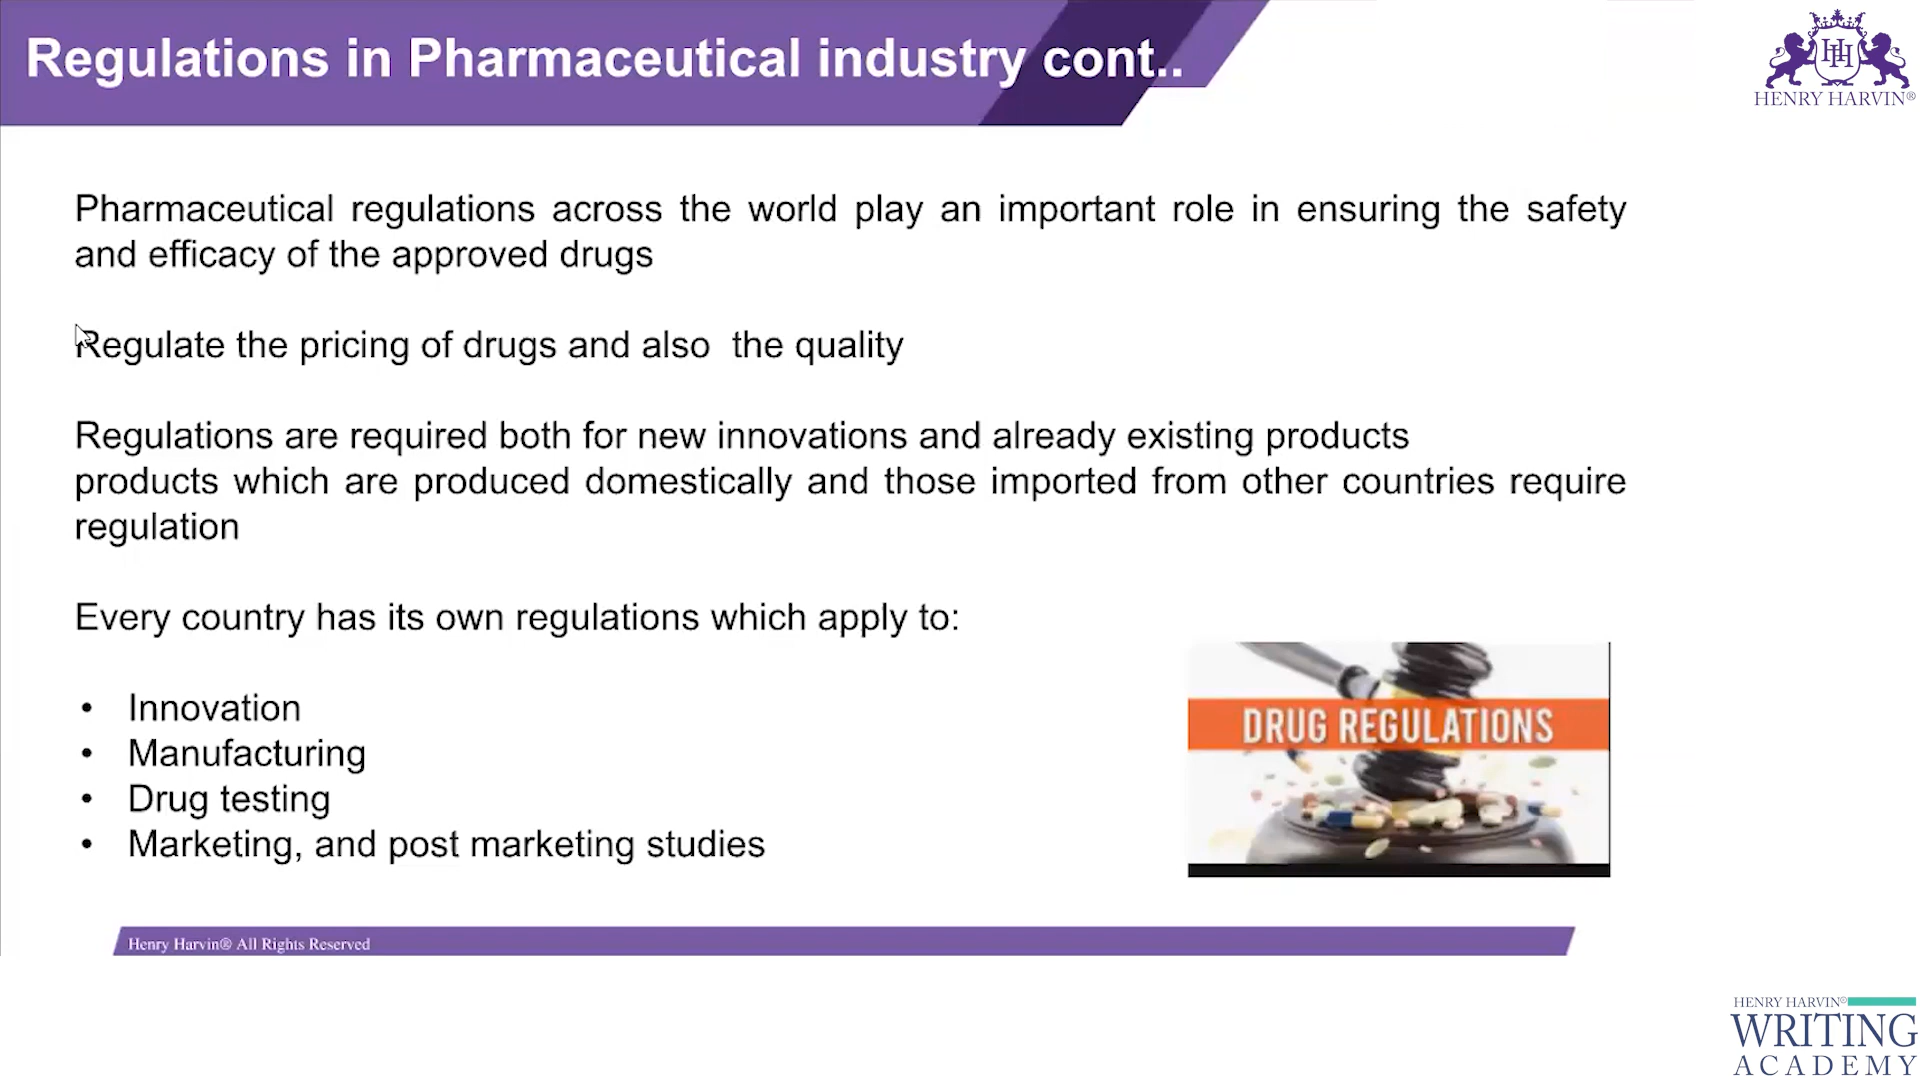 Regulations in Pharmaceutical industry cont..
HENRY HARVIN®
Pharmaceutical regulations across the world play an important role in ensuring the safety
and efficacy of the approved drugs
Regulate the pricing of drugs and also  the quality
Regulations are required both for new innovations and already existing products
products which are produced domestically and those imported from other countries require
regulation
Every country has its own regulations which apply to:
• Innovation
• Manufacturing
• Drug testing
• Marketing, and post marketing studies
DRUG REGULATIONS
Henry Harvin® All Rights Reserved
HENRY HARVIN®
WRITING
ACADEMY